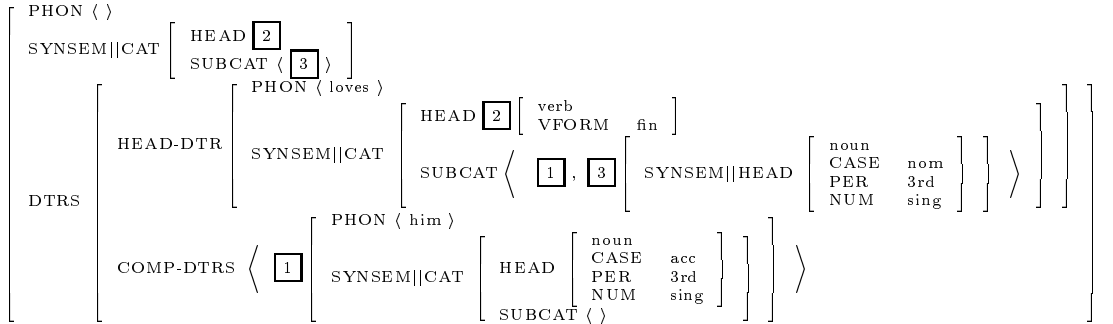 PHON ⟨ ⟩
SYNSEM||CAT
HEAD 2
SUBCAT ⟨ 3 ⟩
DTRS
HEAD-DTR
PHON ⟨ loves ⟩
SYNSEM||CAT
HEAD 2
verb
VFORM fin
SUBCAT ⟨ 1 , 3 SYNSEM||HEAD
noun
CASE nom
PER 3rd
NUM sing
⟩
COMP-DTRS ⟨ 1
PHON ⟨ him ⟩
SYNSEM||CAT
HEAD
noun
CASE acc
PER 3rd
NUM sing
SUBCAT ⟨ ⟩
⟩